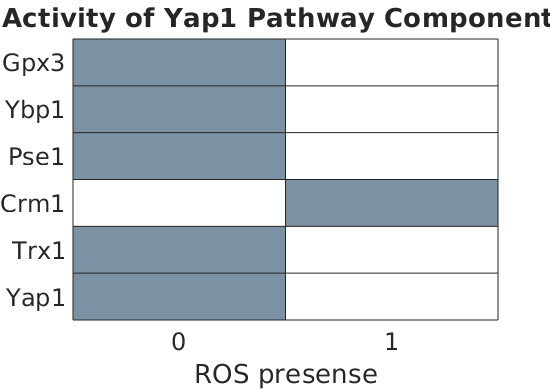 Activity of Yap1 Pathway Component
Gpx3
Ybp1
Pse1
Crm1
Trx1
Yap1
0 1
ROS presense